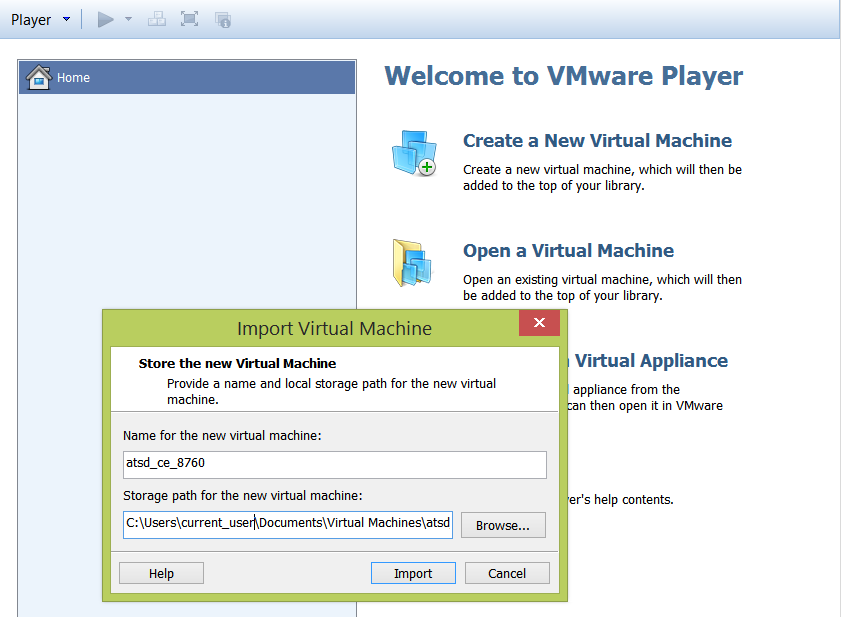 Player
Home
Welcome to VMware Player
Create a New Virtual Machine
Create a new virtual machine, which will then be
added to the top of your library.
Open a Virtual Machine
Open an existing virtual machine, which will then
be added to the top of your library.
Virtual Appliance
appliance from the
can then open it in VMware
help contents.
Import Virtual Machine
Store the new Virtual Machine
Provide a name and local storage path for the new virtual
machine.
Name for the new virtual machine:
atsd_ce_8760
Storage path for the new virtual machine:
C:\Users\current_user\Documents\Virtual Machines\atsd
Browse...
Help
Import
Cancel